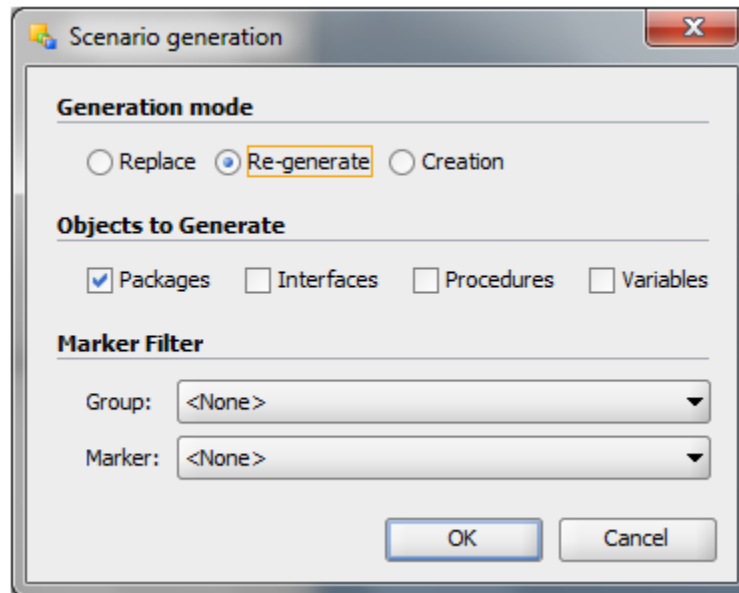 Scenario generation
Generation mode
Replace Re-generate Creation
Objects to Generate
Packages Interfaces Procedures Variables
Marker Filter
Group: <None>
Marker: <None>
OK Cancel